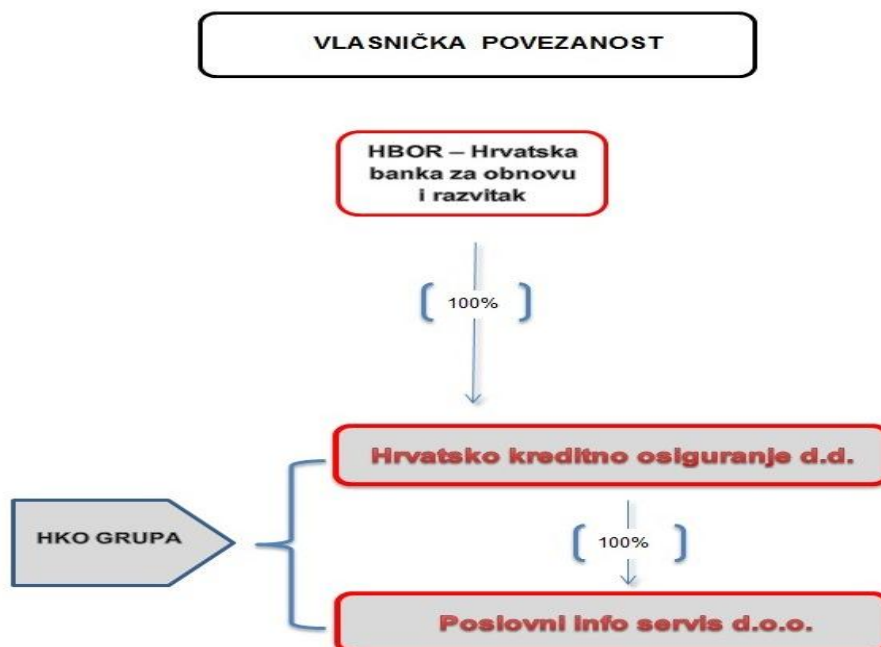 VLASNIČKA POVEZANOST
HBOR – Hrvatska
banka za obnovu
i razvitak
100%
Hrvatsko kreditno osiguranje d.d.
HKO GRUPA
100%
Poslovni info servis d.o.o.